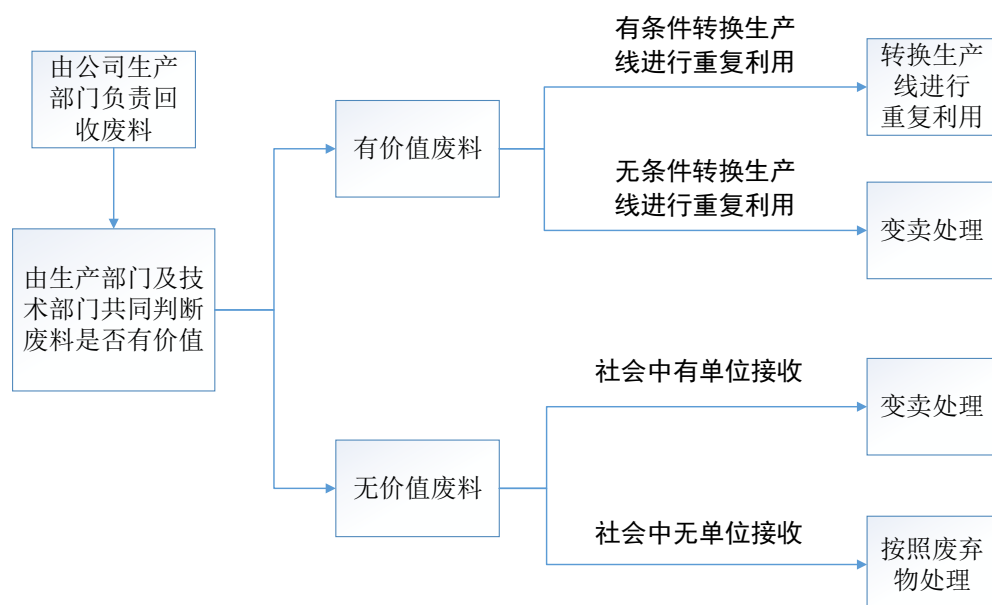 由公司生产
部门负责回
收废料
由生产部门及技
术部门共同判断
废料是否有价值
有价值废料
无价值废料
有条件转换生产
线进行重复利用
无条件转换生产
线进行重复利用
社会中有单位接收
社会中无单位接收
转换生产
线进行
重复利用
变卖处理
变卖处理
按照废弃
物处理